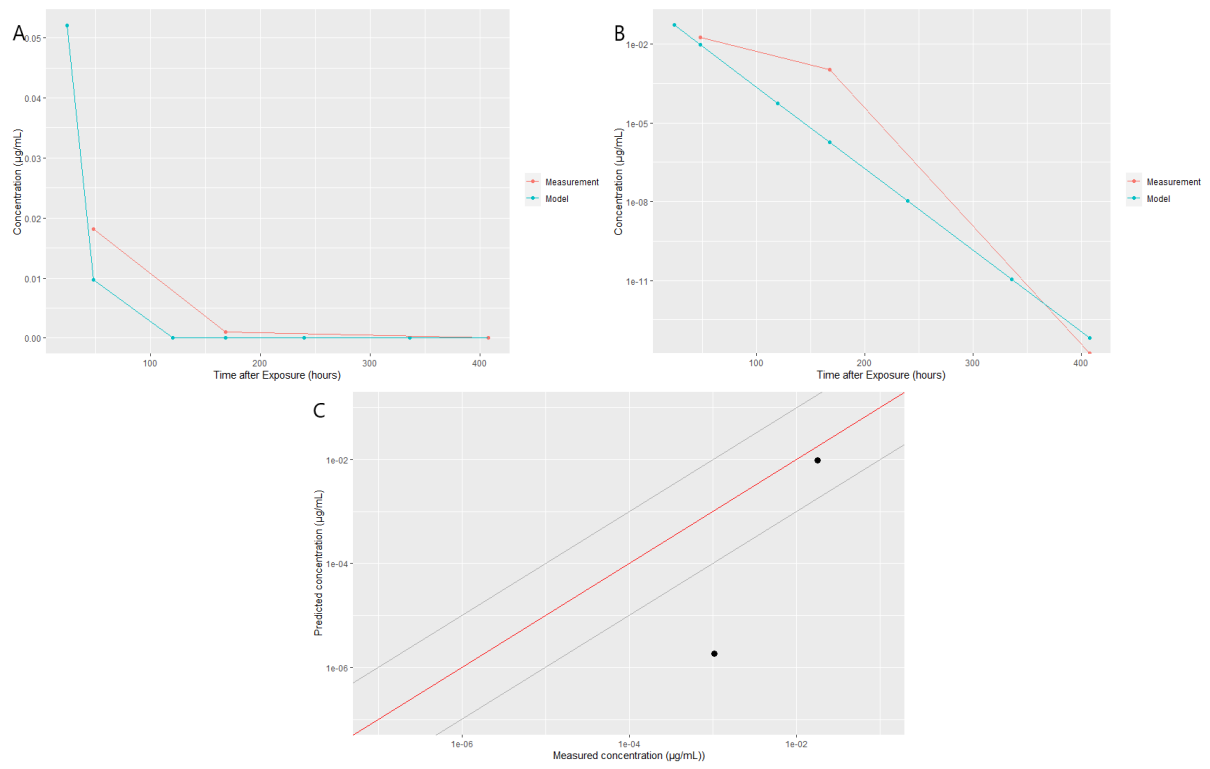 A
0.05
0.04
0.03
0.02
0.01
0.00
Concentration (µg/mL)
100
200
300
400
Time after Exposure (hours)
Measurement
Model
B
1e-02
1e-05
1e-08
1e-11
Concentration (µg/mL)
100
200
300
400
Time after Exposure (hours)
Measurement
Model
C
1e-02
1e-04
1e-06
Predicted concentration (µg/mL)
1e-06
1e-04
1e-02
Measured concentration (µg/mL))